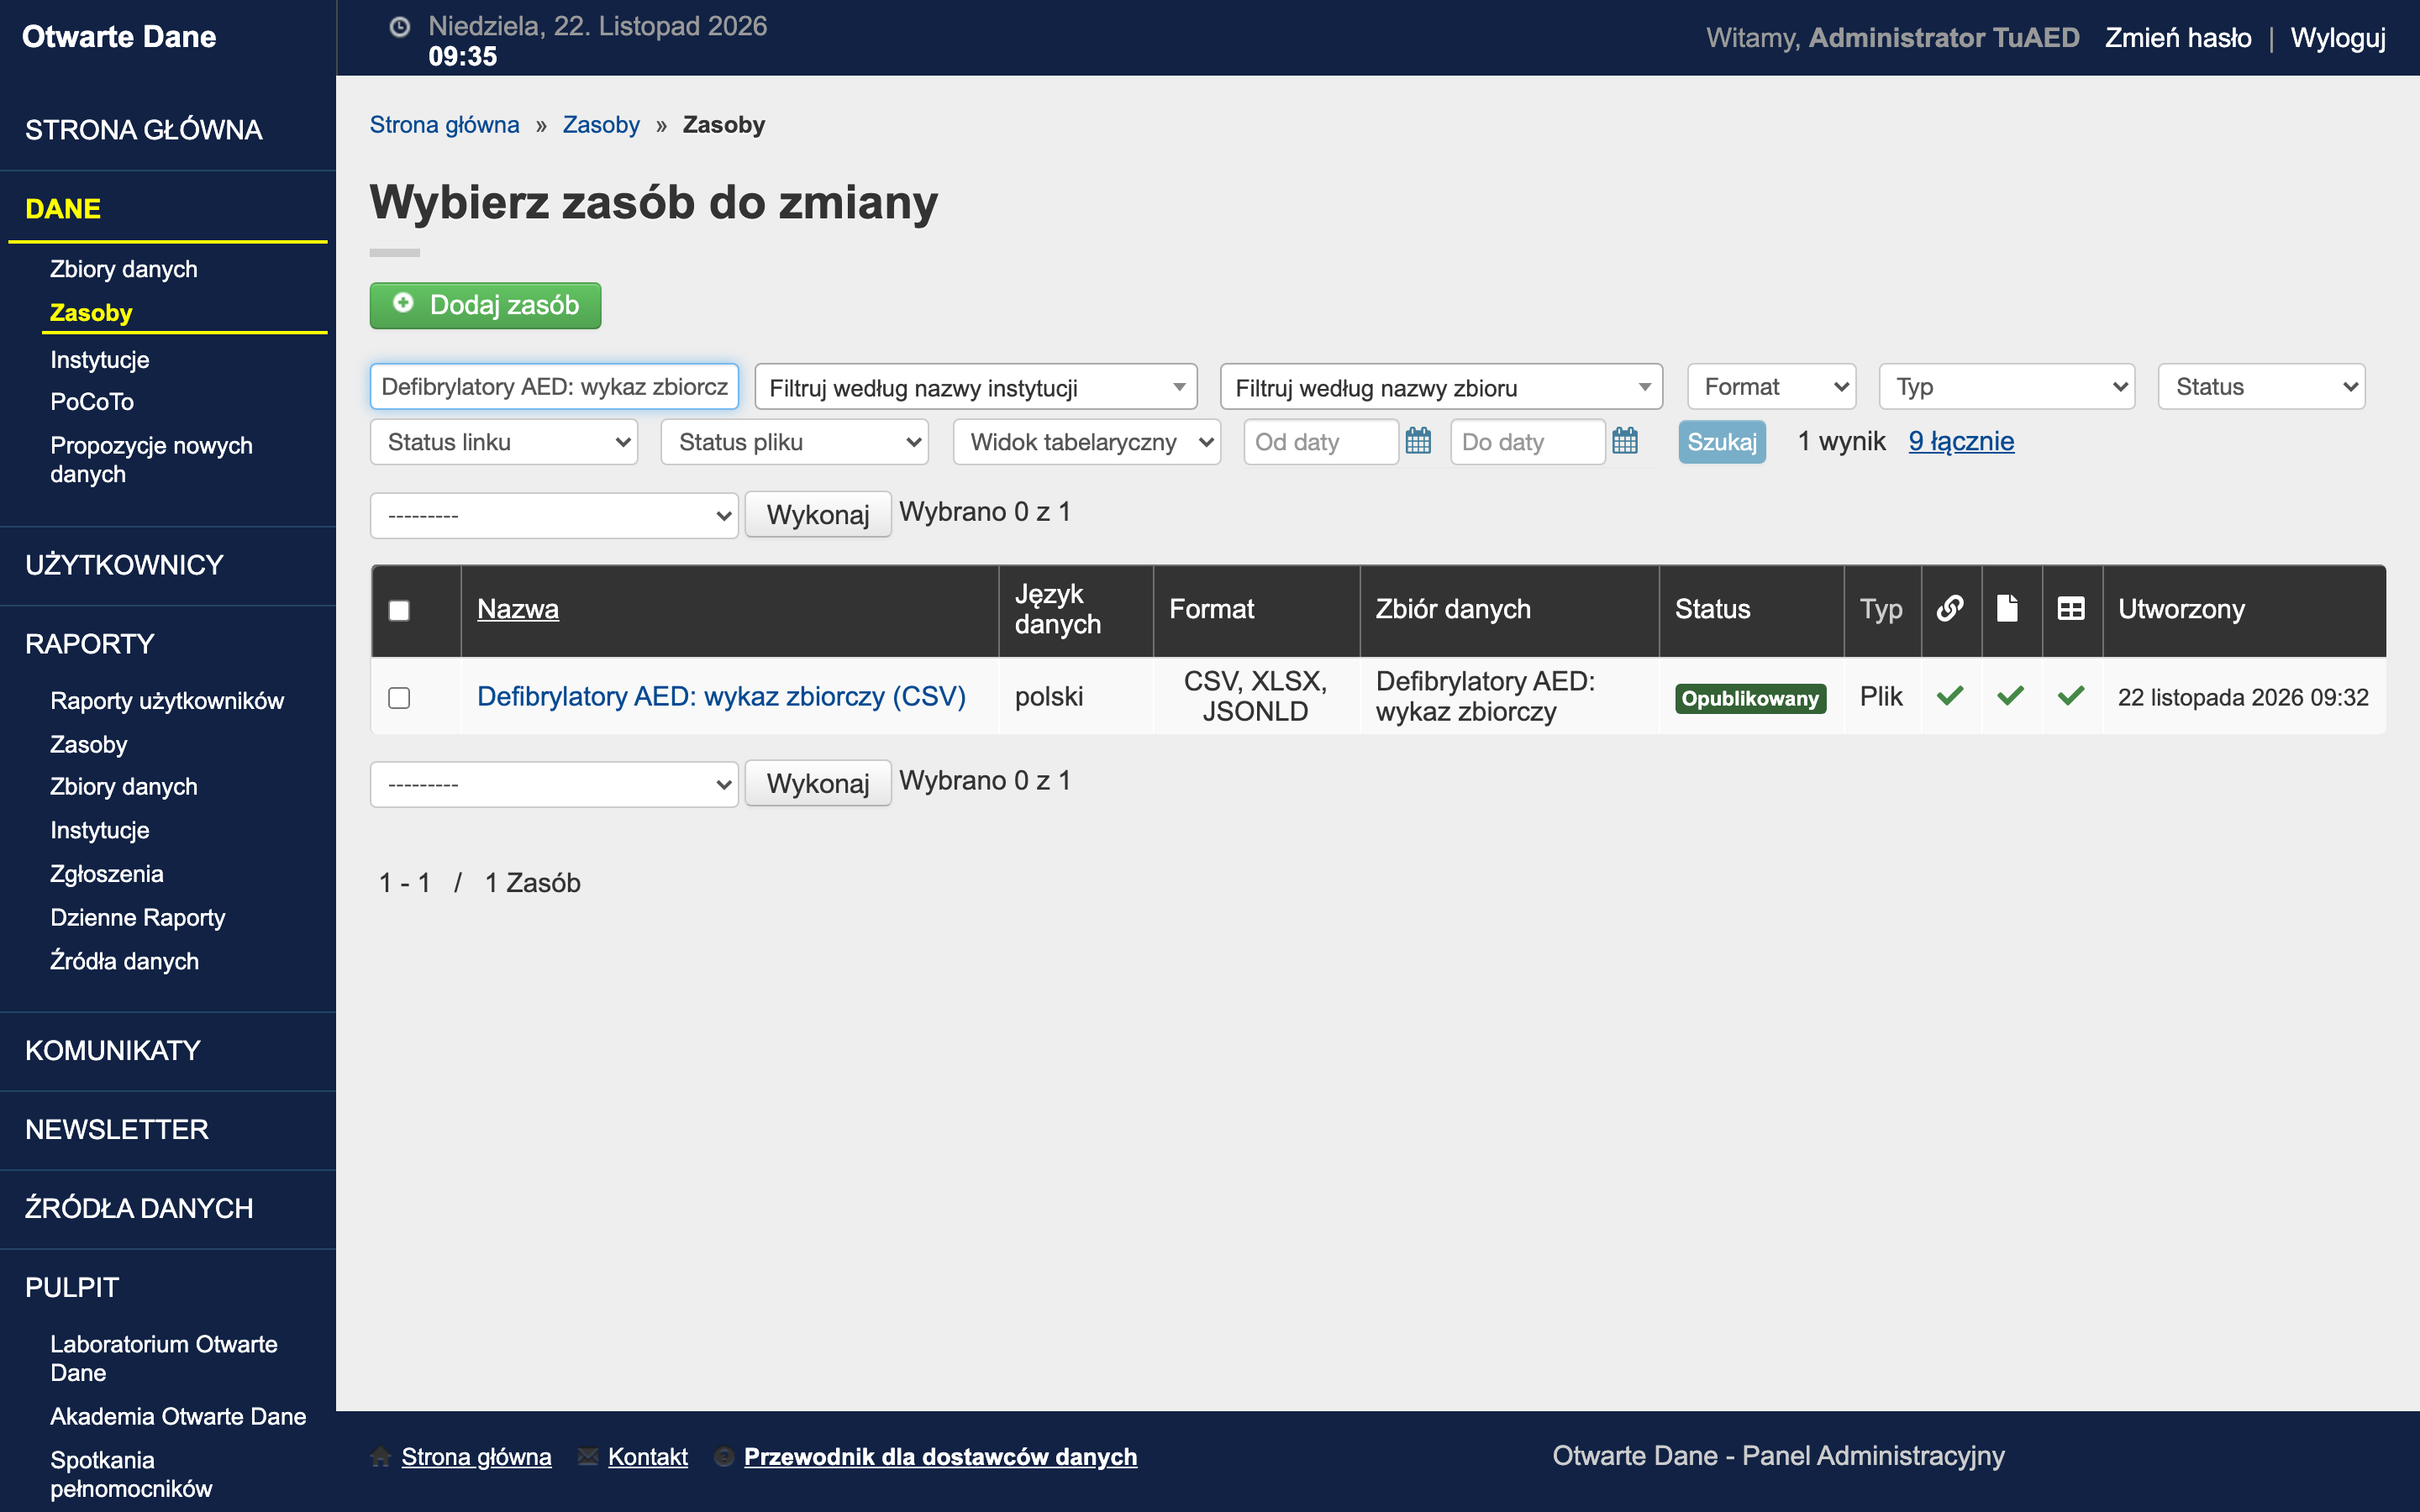 Otwarte Dane
Niedziela, 22. Listopad 2026
09:35
Witamy, Administrator TuAED Zmień hasło | Wyloguj
STRONA GŁÓWNA
DANE
Zbiory danych
Zasoby
Instytucje
PoCoTo
Propozycje nowych
danych
UŻYTKOWNICY
RAPORTY
Raporty użytkowników
Zasoby
Zbiory danych
Instytucje
Zgłoszenia
Dzienne Raporty
Źródła danych
KOMUNIKATY
NEWSLETTER
ŹRÓDŁA DANYCH
PULPIT
Laboratorium Otwarte
Dane
Akademia Otwarte Dane
Spotkania
pełnomocników
Strona główna » Zasoby » Zasoby
Wybierz zasób do zmiany
Dodaj zasób
Defibrylatory AED: wykaz zbiorcz Filtruj według nazwy instytucji Filtruj według nazwy zbioru Format Typ Status
Status linku Status pliku Widok tabelaryczny Od daty Do daty Szukaj 1 wynik 9 łącznie
--------- Wykonaj Wybrano 0 z 1
Nazwa Język danych Format Zbiór danych Status Typ Utworzony
Defibrylatory AED: wykaz zbiorczy (CSV) polski CSV, XLSX, JSONLD Defibrylatory AED: wykaz zbiorczy Opublikowany Plik 22 listopada 2026 09:32
--------- Wykonaj Wybrano 0 z 1
1 - 1 / 1 Zasób
Strona główna Kontakt Przewodnik dla dostawców danych Otwarte Dane - Panel Administracyjny